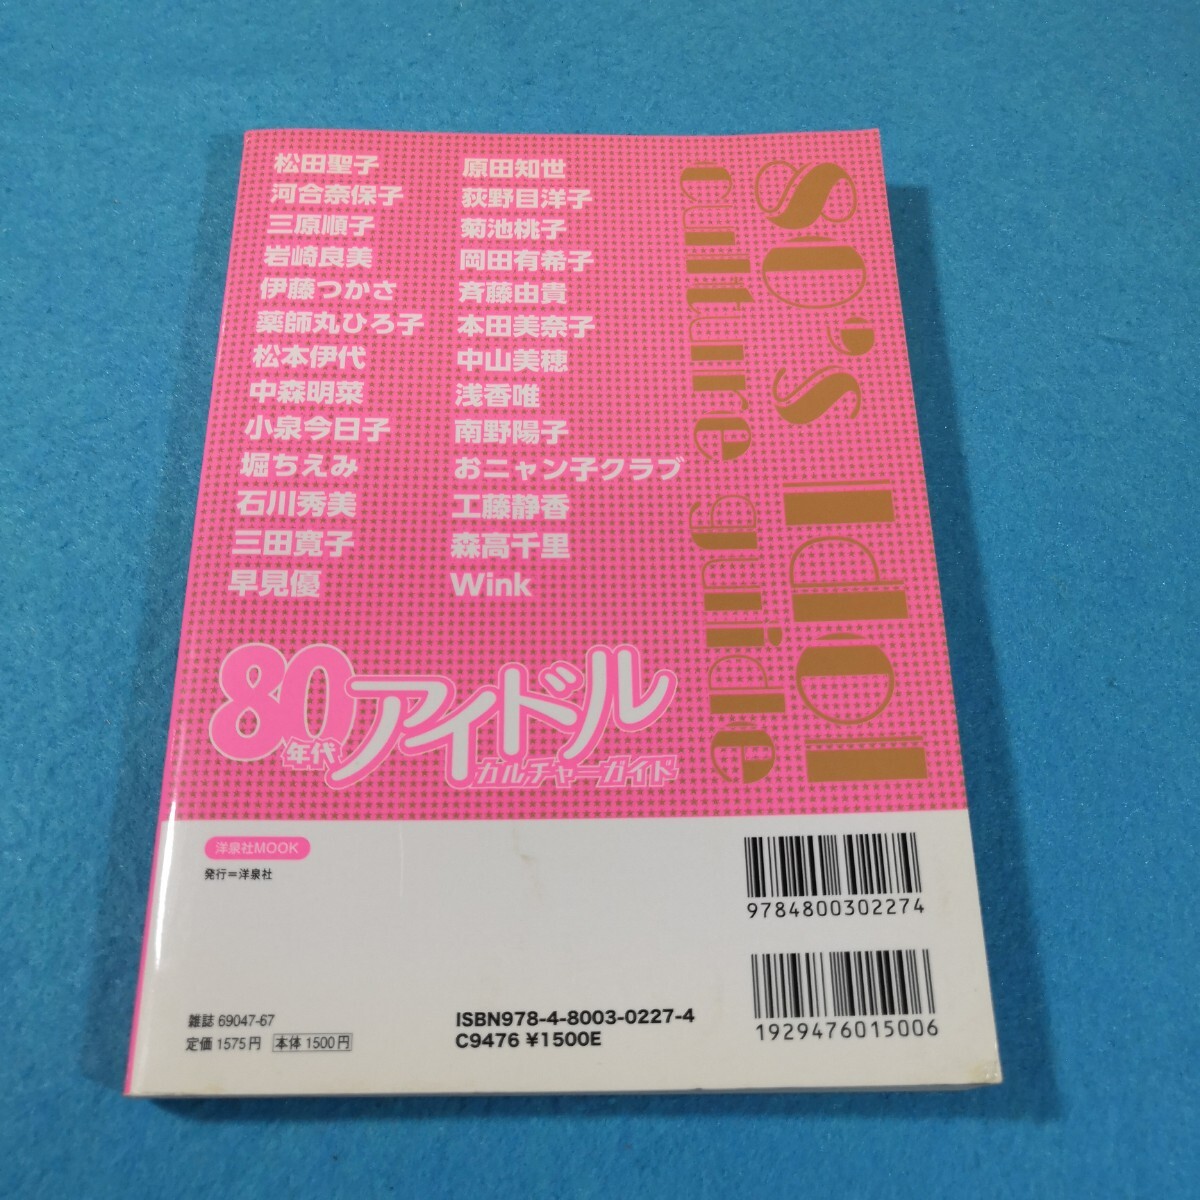 松田聖子
河合奈保子
三原順子
岩崎良美
伊藤つかさ
薬師丸ひろ子
松本伊代
中森明菜
小泉今日子
堀ちえみ
石川秀美
三田寛子
早見優
原田知世
荻野目洋子
菊池桃子
岡田有希子
斉藤由貴
本田美奈子
中山美穂
浅香唯
南野陽子
おニャン子クラブ
工藤静香
森高千里
Wink
80's Idol
culture guide
80年代アイドル
カルチャーガイド
洋泉社MOOK
発行=洋泉社
9784800302274
1929476015006
雑誌 69047-67
定価 1575円 本体 1500円
ISBN978-4-8003-0227-4
C9476 ¥1500E